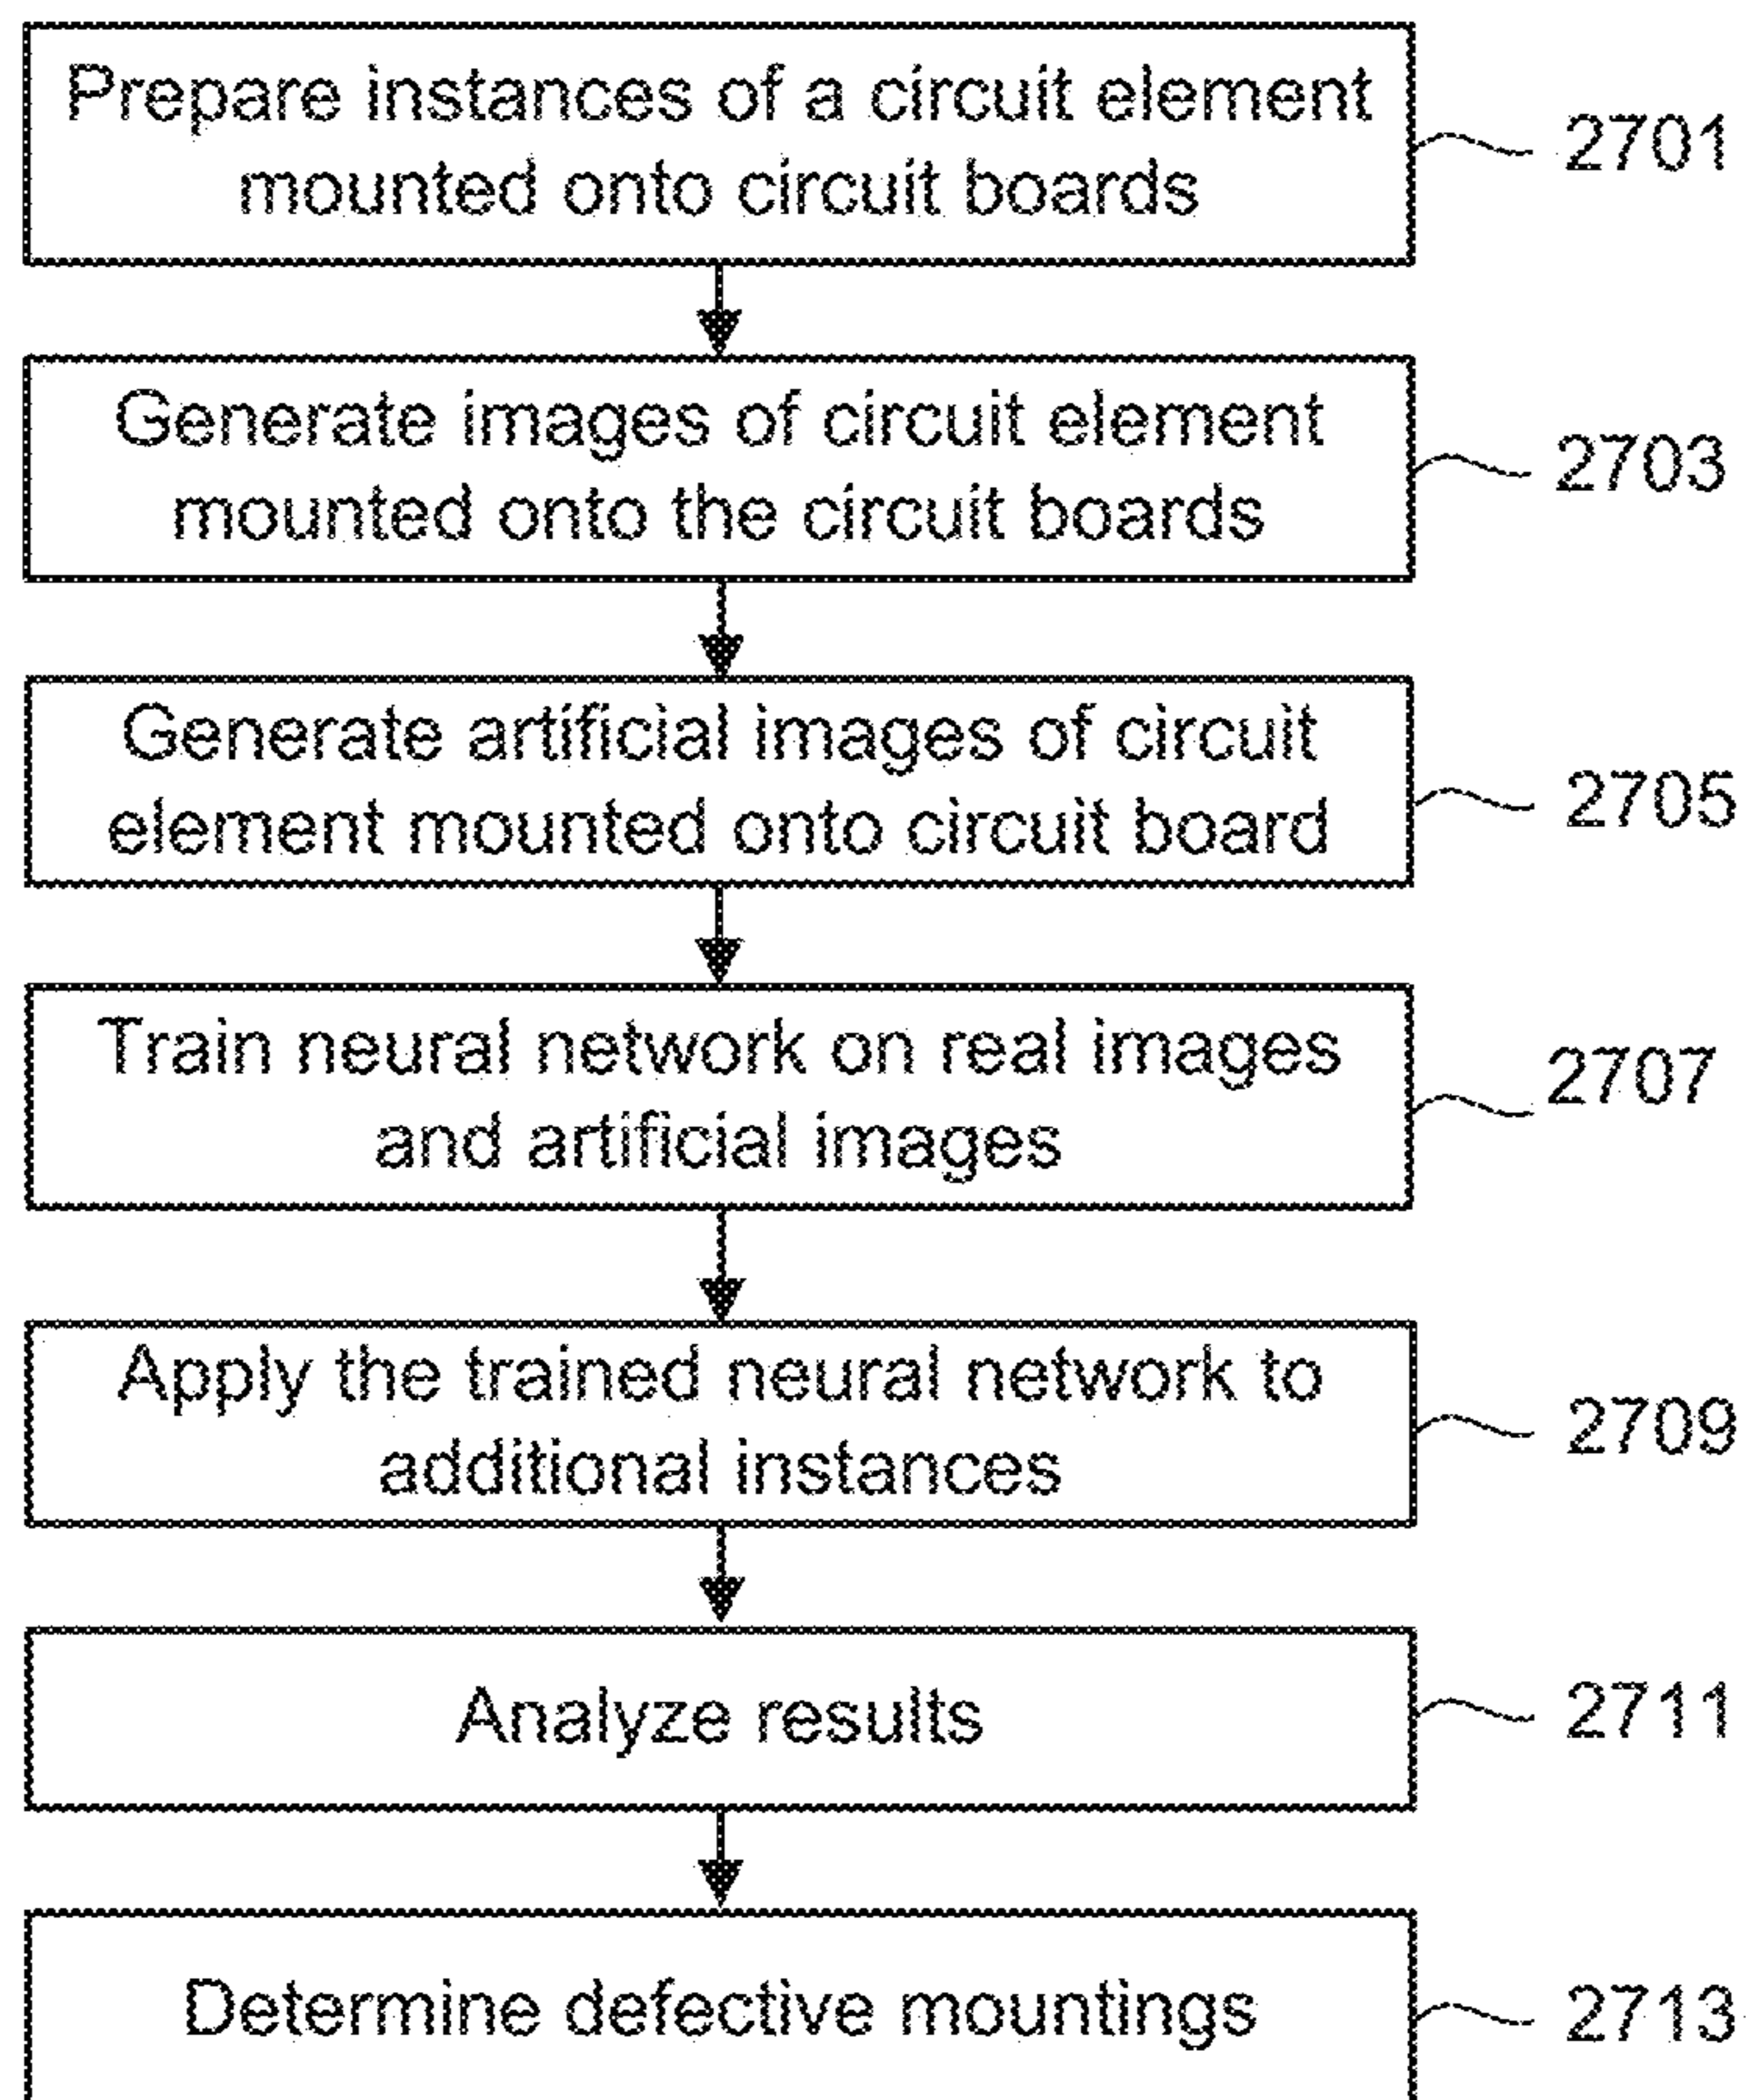 Prepare instances of a circuit element
mounted onto circuit boards
2701
Generate images of circuit element
mounted onto the circuit boards
2703
Generate artificial images of circuit
element mounted onto circuit board
2705
Train neural network on real images
and artificial images
2707
Apply the trained neural network to
additional instances
2709
Analyze results
2711
Determine defective mountings
2713